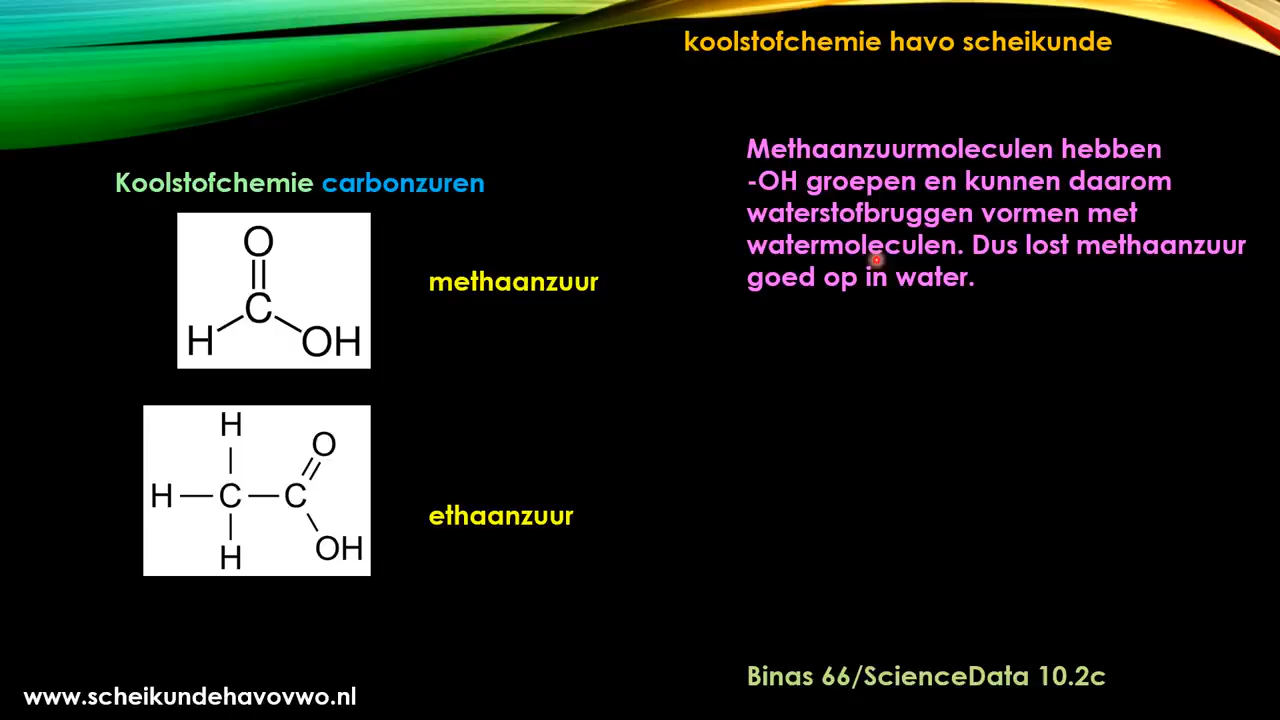 koolstofchemie havo scheikunde
Koolstofchemie carbonzuren
O
C
H
OH
methaanzuur
H
O
H
C
C
H
OH
ethaanzuur
Methaanzuurmoleculen hebben
-OH groepen en kunnen daarom
waterstofbruggen vormen met
watermoleculen. Dus lost methaanzuur
goed op in water.
Binas 66/ScienceData 10.2c
www.scheikundehavovwo.nl